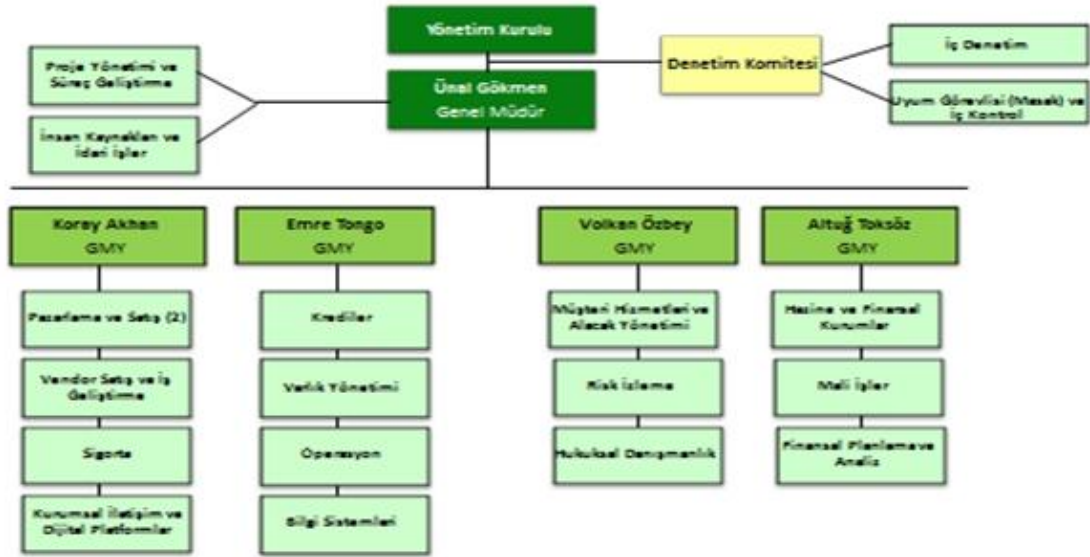 Yönetim Kurulu
Ünal Gökmen
Genel Müdür
Proje Yönetimi ve
Süreç Geliştirme
İnsan Kaynakları ve
İdari İşler
Denetim Komitesi
İç Denetim
Uyum Görevlisi (Masak) ve
İç Kontrol
Koray Akhan
GMY
Pazarlama ve Satış (2)
Vendor Satış ve İş
Geliştirme
Sigorta
Kurumsal İletişim ve
Dijital Platformlar
Emre Tongo
GMY
Krediler
Varlık Yönetimi
Operasyon
Bilgi Sistemleri
Volkan Özbey
GMY
Müşteri Hizmetleri ve
Alacak Yönetimi
Risk İzleme
Hukuksal Danışmanlık
Altuğ Toksöz
GMY
Hazine ve Finansal
Kurumlar
Mali İşler
Finansal Planlama ve
Analiz